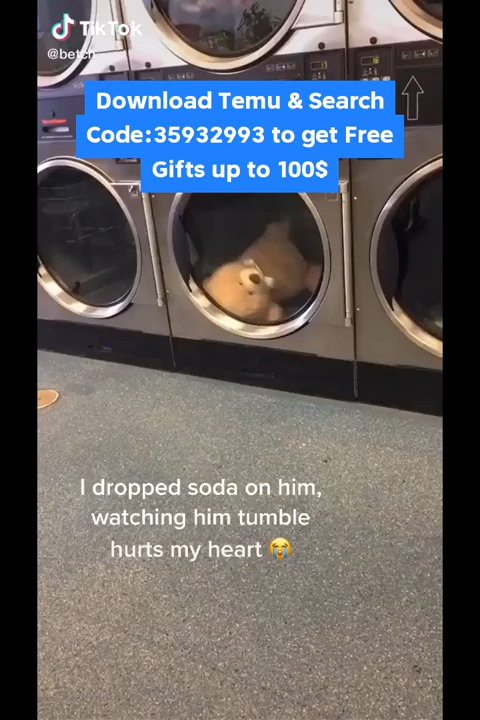 TikTok
Download Temu & Search
Code:35932993 to get Free
Gifts up to 100$
I dropped soda on him,
watching him tumble
hurts my heart 😭